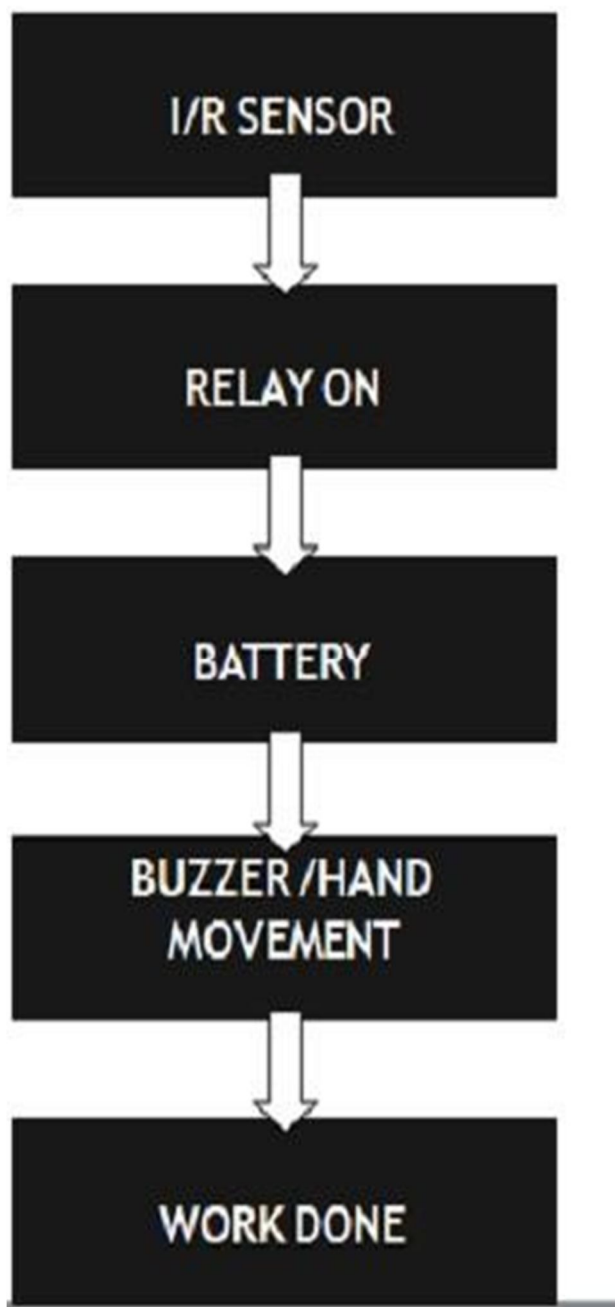 I/R SENSOR
RELAY ON
BATTERY
BUZZER /HAND
MOVEMENT
WORK DONE